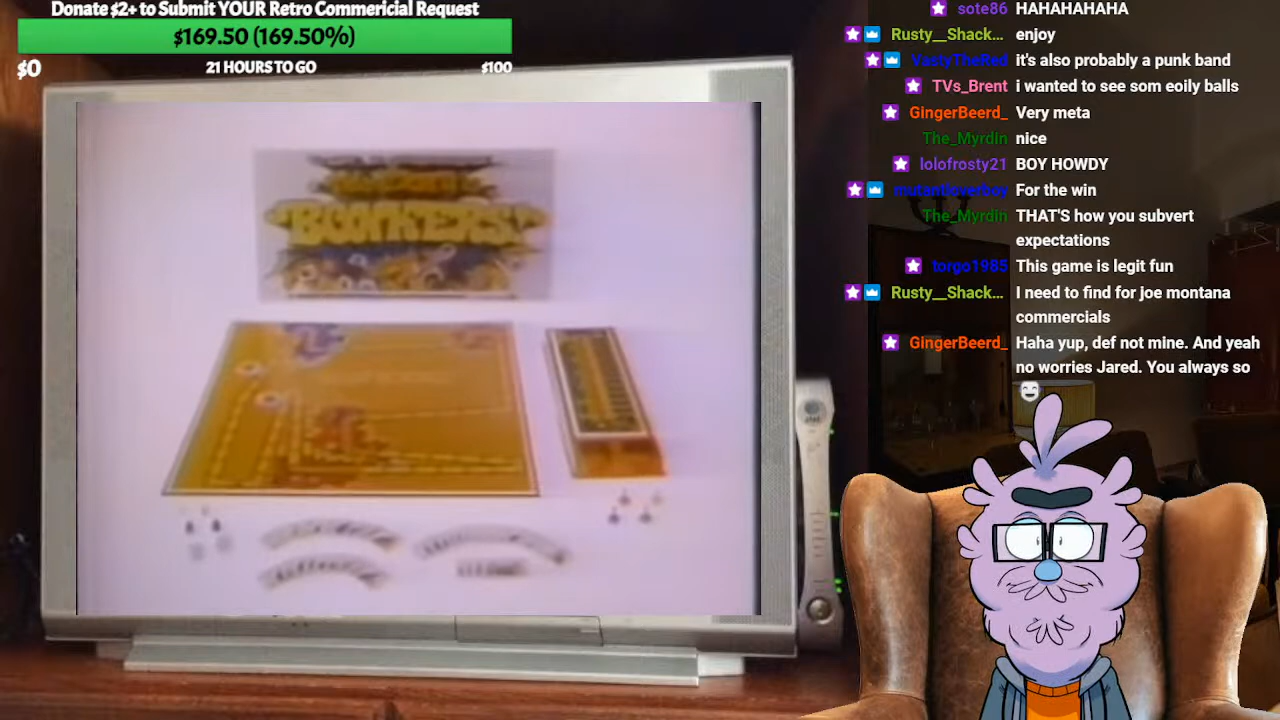 Donate $2+ to Submit YOUR Retro Commericial Request
$169.50 (169.50%)
$0
21 HOURS TO GO
$100
BONKERS!
sote86 HAHAHAHAHA
Rusty__Shack... enjoy
VastyTheRed it's also probably a punk band
TVs_Brent i wanted to see som eoily balls
GingerBeerd_ Very meta
The_Myrdin nice
lolofrosty21 BOY HOWDY
mutantloverboy For the win
The_Myrdin THAT'S how you subvert
expectations
torgo1985 This game is legit fun
Rusty__Shack... I need to find for joe montana
commercials
GingerBeerd_ Haha yup, def not mine. And yeah
no worries Jared. You always so